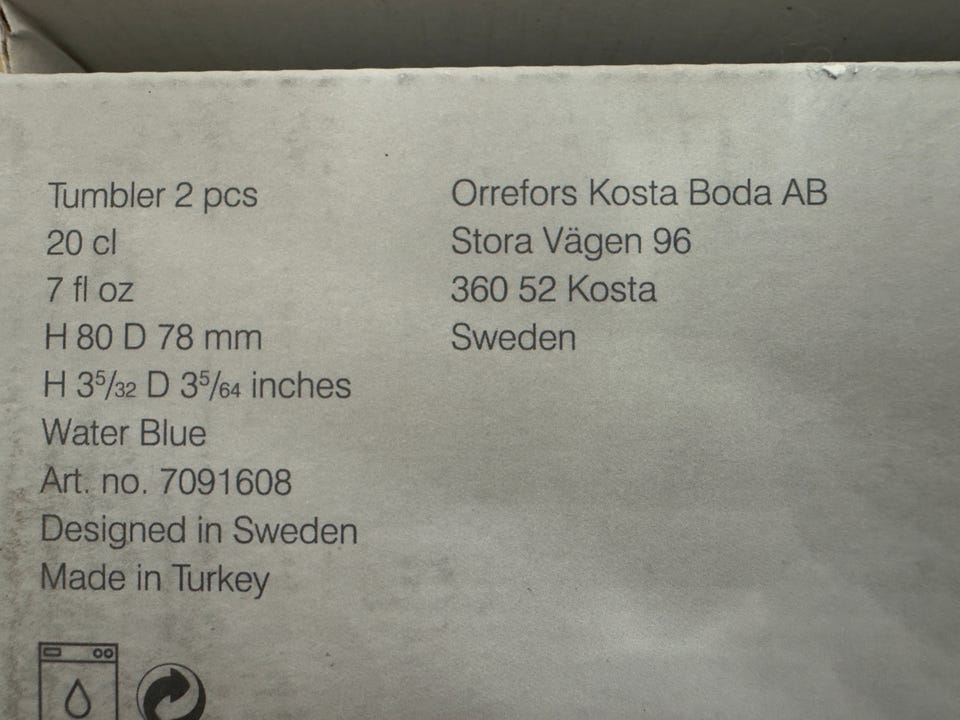 Tumbler 2 pcs
20 cl
7 fl oz
H 80 D 78 mm
H 3⁵/₃₂ D 3⁵/₆₄ inches
Water Blue
Art. no. 7091608
Designed in Sweden
Made in Turkey
Orrefors Kosta Boda AB
Stora Vägen 96
360 52 Kosta
Sweden